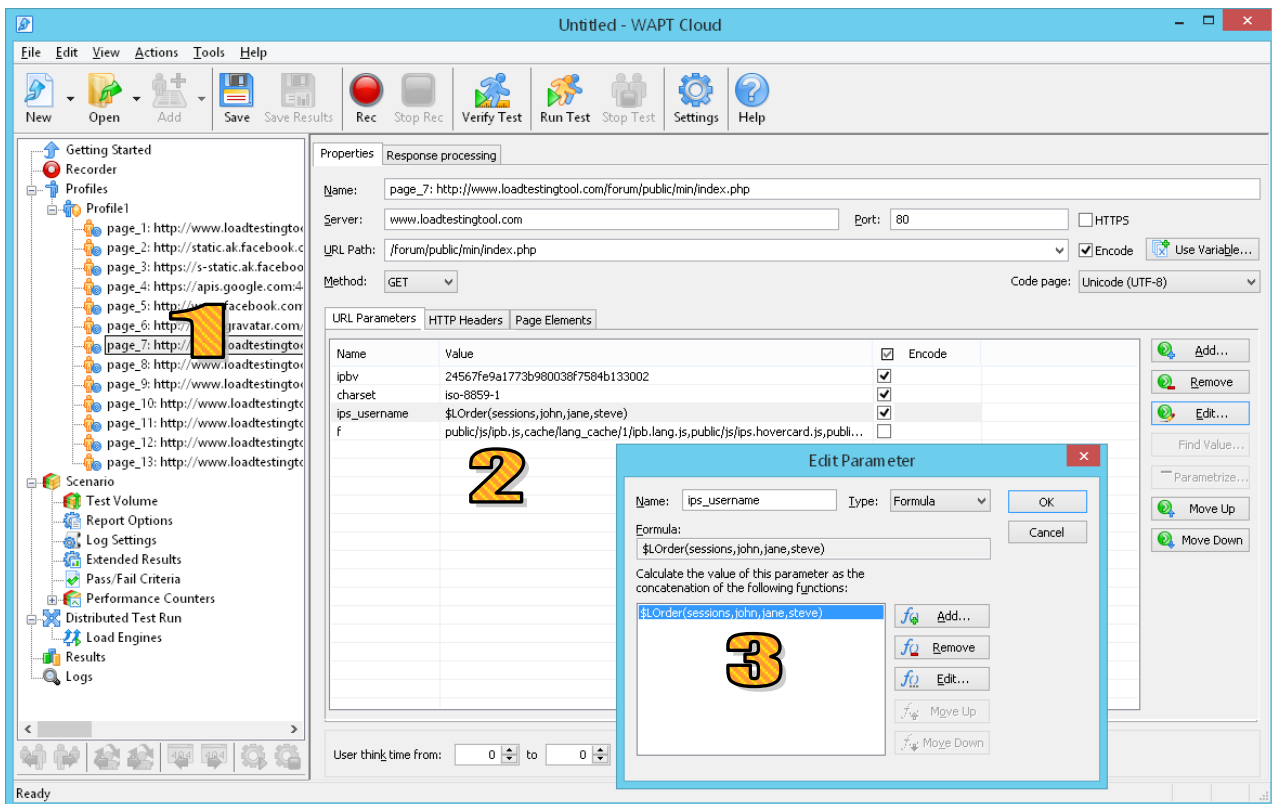 Untitled - WAPT Cloud
File Edit View Actions Tools Help
New Open Add Save Save Results Rec Stop Rec Verify Test Run Test Stop Test Settings Help
Getting Started
Recorder
Profiles
Profile1
page_1: http://www.loadtestingto
page_2: http://static.ak.facebook.c
page_3: https://s-static.ak.faceboo
page_4: https://apis.google.com:4
page_5: http:/ facebook.com
page_6: http: gravatar.com/
page_7: http:/ oadtestingto
page_8: http://www.loadtestingto
page_9: http://www.loadtestingto
page_10: http://www.loadtestingtc
page_11: http://www.loadtestingtc
page_12: http://www.loadtestingtc
page_13: http://www.loadtestingtc
1
Scenario
Test Volume
Report Options
Log Settings
Extended Results
Pass/Fail Criteria
Performance Counters
Distributed Test Run
Load Engines
Results
Logs
404 404
Ready
Properties Response processing
Name: page_7: http://www.loadtestingtool.com/forum/public/min/index.php
Server: www.loadtestingtool.com Port: 80 HTTPS
URL Path: /forum/public/min/index.php Encode Use Variable...
Method: GET Code page: Unicode (UTF-8)
URL Parameters HTTP Headers Page Elements
Name Value Encode
ipbv 24567fe9a1773b980038f7584b133002
charset iso-8859-1
ips_username $LOrder(sessions,john,jane,steve)
f public/js/ipb.js,cache/lang_cache/1/ipb.lang.js,public/js/ips.hovercard.js,publi...
2
Add...
Remove
Edit...
Find Value...
Parametrize...
Move Up
Move Down
User think time from: 0 to 0
Edit Parameter
Name: ips_username Type: Formula OK
Formula: Cancel
$LOrder(sessions,john,jane,steve)
Calculate the value of this parameter as the
concatenation of the following functions:
$LOrder(sessions,john,jane,steve)
3
Add...
Remove
Edit...
Move Up
Move Down